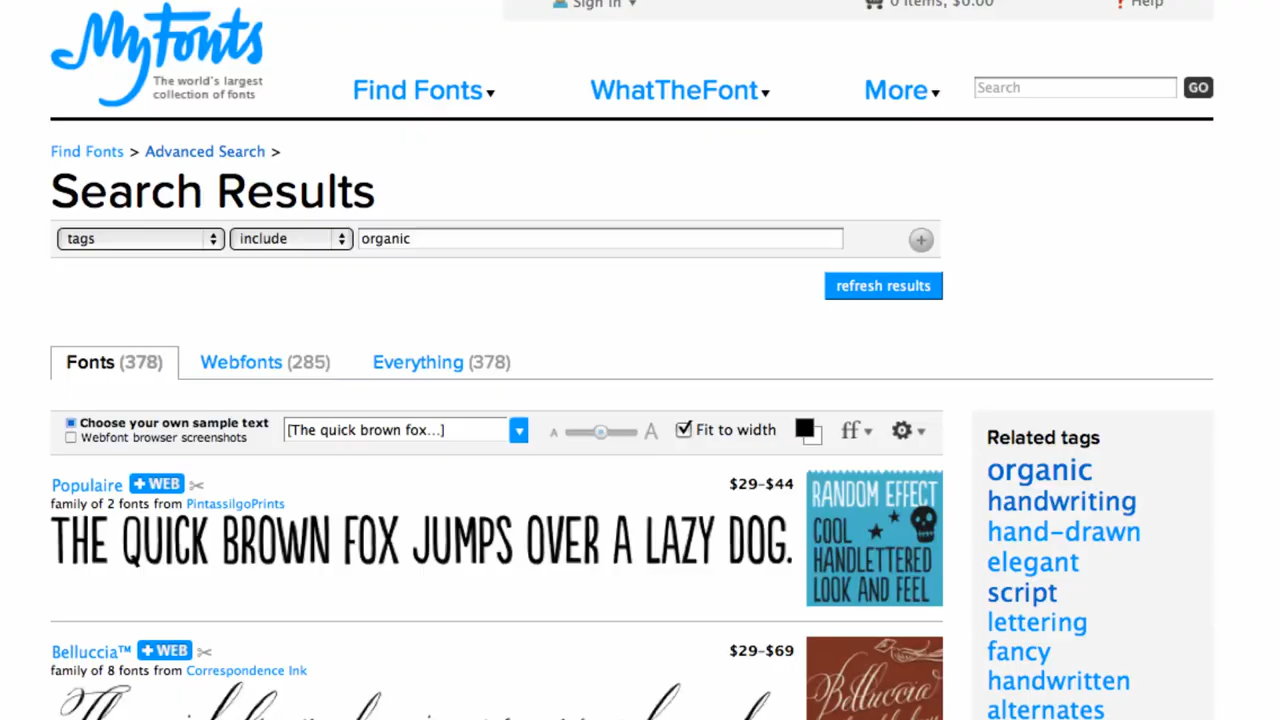 Sign In
0 items, $0.00
Help
MyFonts
The world's largest
collection of fonts
Find Fonts
WhatTheFont
More
Search
GO
Find Fonts > Advanced Search >
Search Results
tags
include
organic
refresh results
Fonts (378)
Webfonts (285)
Everything (378)
Choose your own sample text
Webfont browser screenshots
[The quick brown fox...]
A
A
Fit to width
ff
Populaire
+ WEB
$29-$44
family of 2 fonts from PintassilgoPrints
THE QUICK BROWN FOX JUMPS OVER A LAZY DOG.
RANDOM EFFECT
COOL
HANDLETTERED
LOOK AND FEEL
Belluccia™
+ WEB
$29-$69
family of 8 fonts from Correspondence Ink
Belluccia
Related tags
organic
handwriting
hand-drawn
elegant
script
lettering
fancy
handwritten
alternates